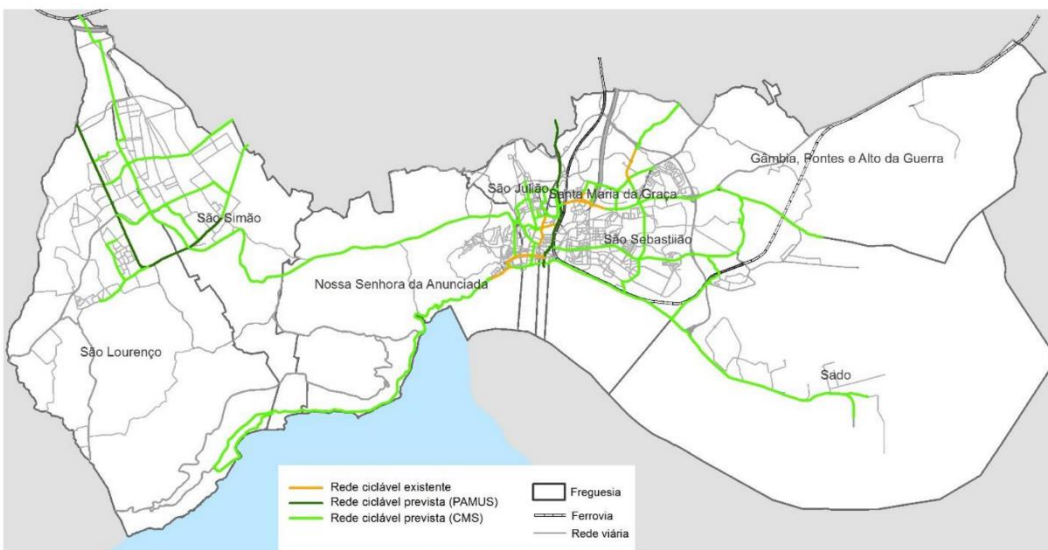 Gâmbia, Pontes e Alto da Guerra
São Julião
Santa Maria da Graça
São Simão
São Sebastiião
Nossa Senhora da Anunciada
São Lourenço
Sado
Rede ciclável existente
Rede ciclável prevista (PAMUS)
Rede ciclável prevista (CMS)
Freguesia
Ferrovia
Rede viária